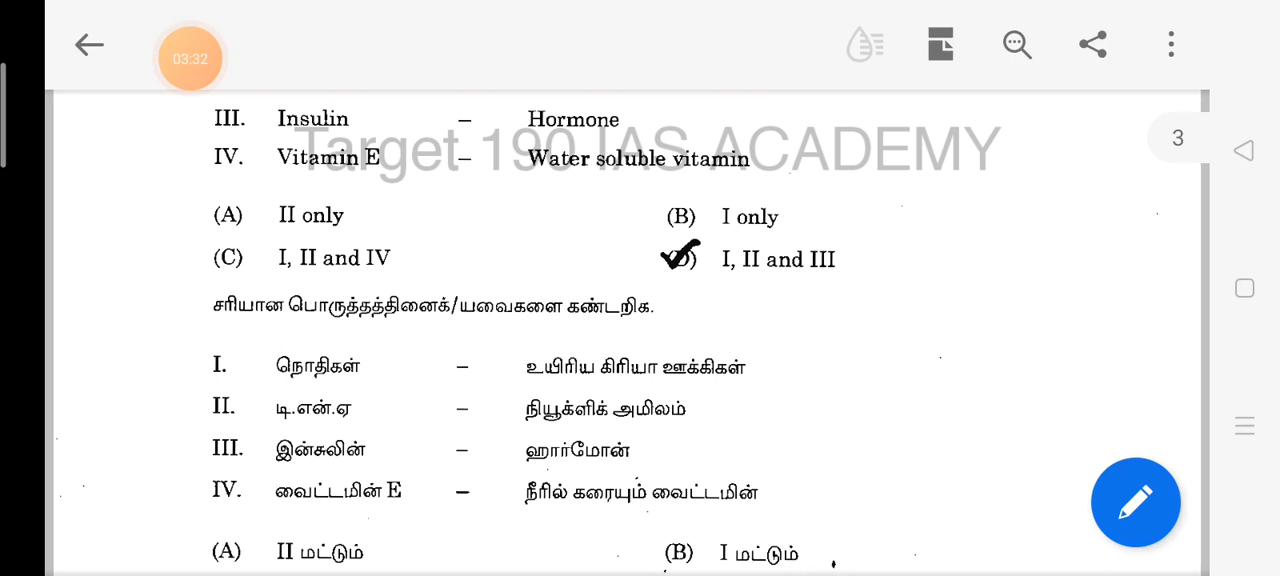 03:32
III. Insulin – Hormone
3
Target 190 IAS ACADEMY
IV. Vitamin E – Water soluble vitamin
(A) II only (B) I only
(C) I, II and IV (D) I, II and III
சரியான பொருத்தத்தினைக்/யவைகளை கண்டறிக.
I. நொதிகள் – உயிரிய கிரியா ஊக்கிகள்
II. டி.என்.ஏ – நியூக்ளிக் அமிலம்
III. இன்சுலின் – ஹார்மோன்
IV. வைட்டமின் E – நீரில் கரையும் வைட்டமின்
(A) II மட்டும் (B) I மட்டும்